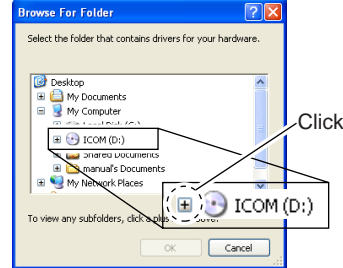 Browse For Folder
Select the folder that contains drivers for your hardware.
Desktop
My Documents
My Computer
ICOM (D:)
Shared Documents
manual's Documents
My Network Places
Click
ICOM (D:)
To view any subfolders, click a plus
OK
Cancel